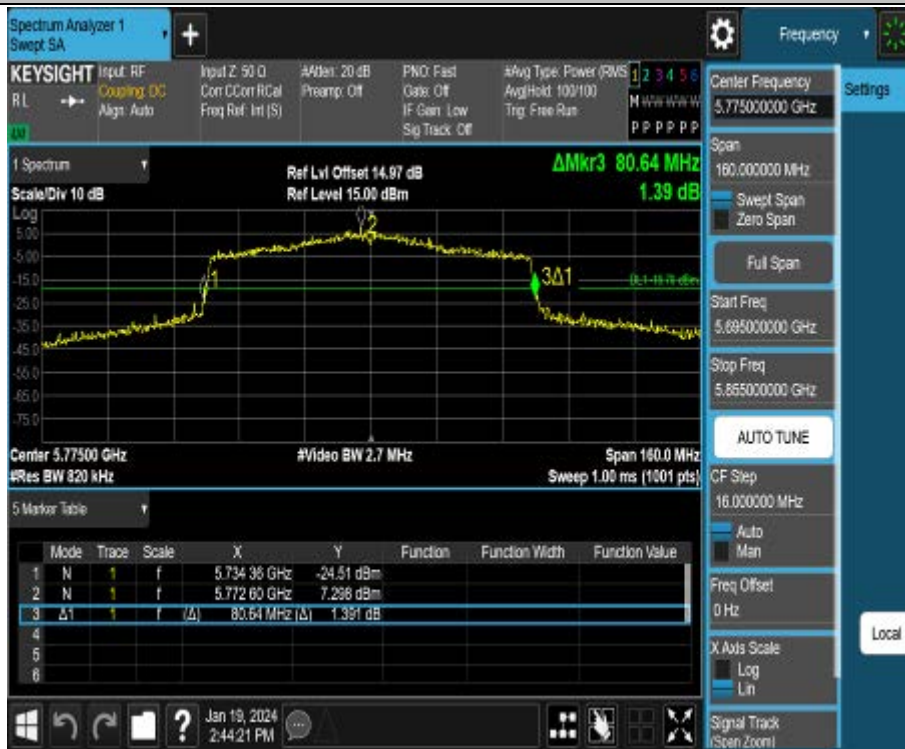 Spectrum Analyzer 1
Swept SA
+
Frequency
KEYSIGHT
RL
Input: RF
Coupling: DC
Align: Auto
Input Z: 50 Ω
Corr CCorr RCal
Freq Ref: Int (S)
#Atten: 20 dB
Preamp: Off
PNO: Fast
Gate: Off
IF Gain: Low
Sig Track: Off
#Avg Type: Power (RMS
Avg|Hold: 100/100
Trig: Free Run
1 2 3 4 5 6
M W W W W W
P P P P P P
1 Spectrum
Scale/Div 10 dB
Ref Lvl Offset 14.97 dB
Ref Level 15.00 dBm
ΔMkr3 80.64 MHz
1.39 dB
Log
5.00
-5.00
-15.0
-25.0
-35.0
-45.0
-55.0
-65.0
-75.0
1
2
3Δ1
Center 5.77500 GHz
#Res BW 820 kHz
#Video BW 2.7 MHz
Span 160.0 MHz
Sweep 1.00 ms (1001 pts)
5 Marker Table
Mode Trace Scale X Y Function Function Width Function Value
1 N 1 f 5.734 36 GHz -24.51 dBm
2 N 1 f 5.772 60 GHz 7.298 dBm
3 Δ1 1 f (Δ) 80.64 MHz (Δ) 1.391 dB
4
5
6
?
Jan 19, 2024
2:44:21 PM
Center Frequency
5.775000000 GHz
Span
160.000000 MHz
Swept Span
Zero Span
Full Span
Start Freq
5.695000000 GHz
Stop Freq
5.855000000 GHz
AUTO TUNE
CF Step
16.000000 MHz
Auto
Man
Freq Offset
0 Hz
X Axis Scale
Log
Lin
Signal Track
(Span Zoom)
Settings
Local